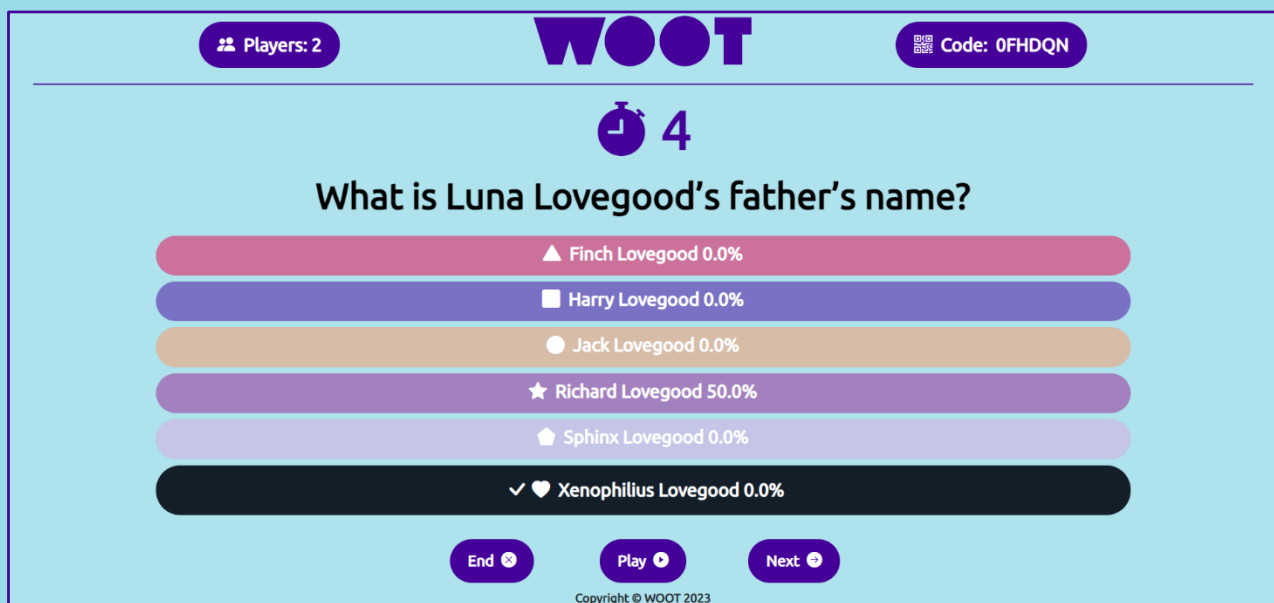 Players: 2
WOOT
Code: 0FHDQN
4
What is Luna Lovegood’s father’s name?
Finch Lovegood 0.0%
Harry Lovegood 0.0%
Jack Lovegood 0.0%
Richard Lovegood 50.0%
Sphinx Lovegood 0.0%
Xenophilius Lovegood 0.0%
End
Play
Next
Copyright © WOOT 2023